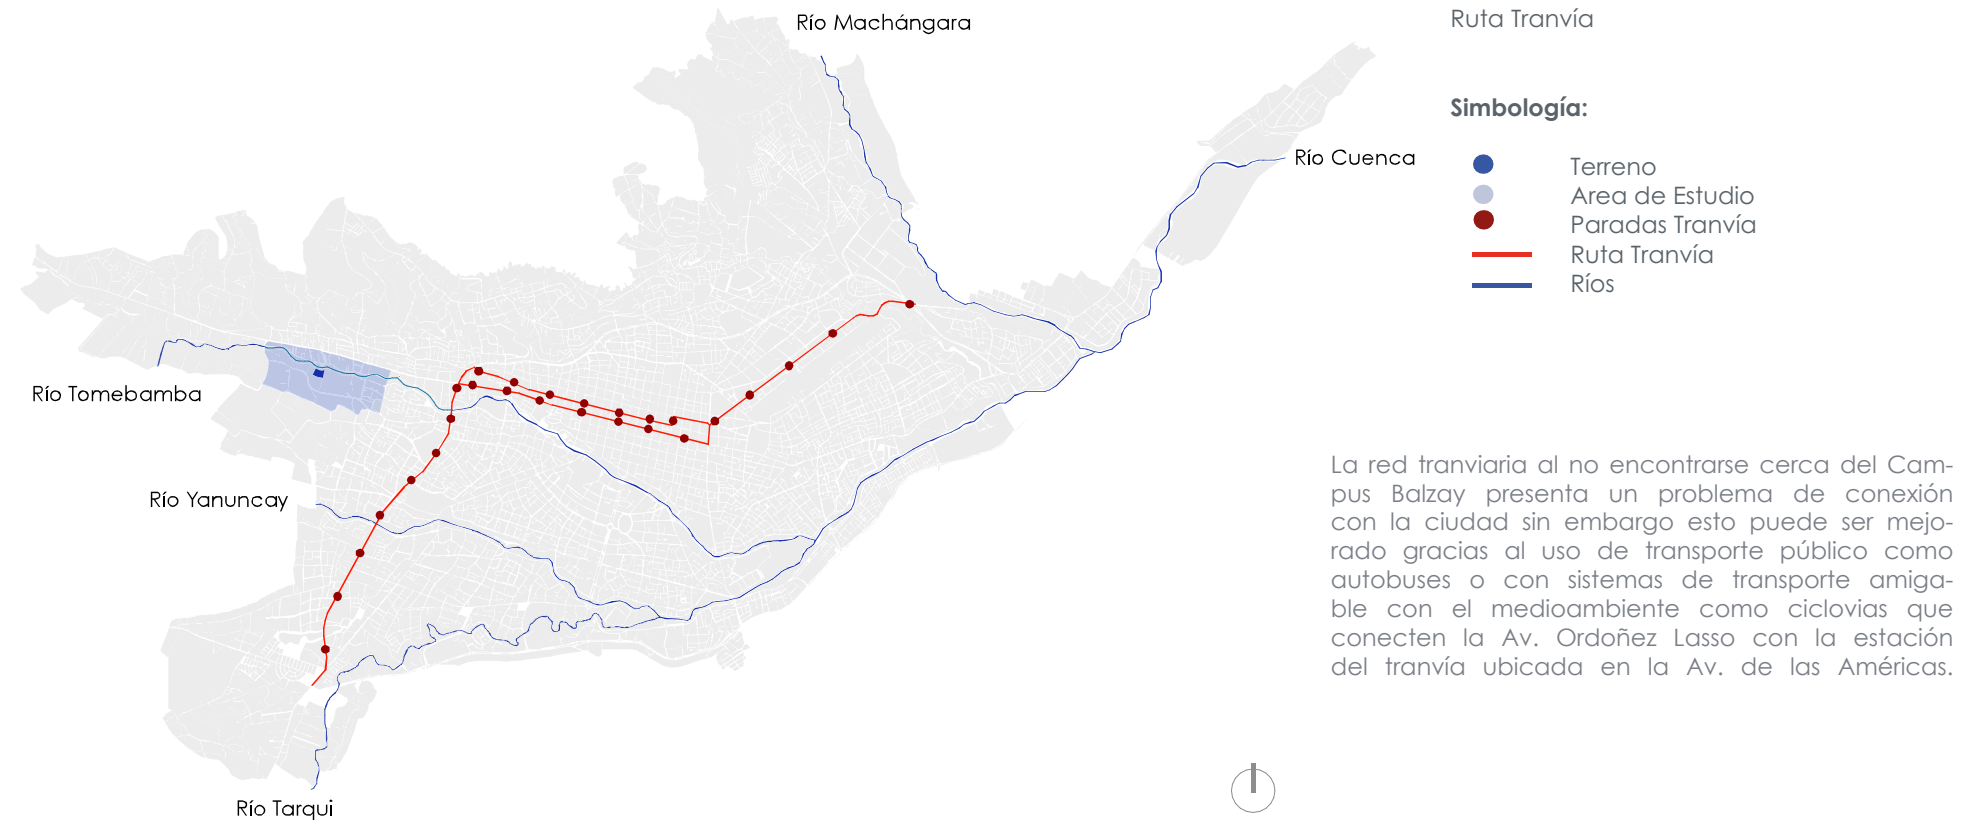 Río Machángara
Río Cuenca
Río Tomebamba
Río Yanuncay
Río Tarqui
Ruta Tranvía
Simbología:
Terreno
Area de Estudio
Paradas Tranvía
Ruta Tranvía
Ríos
La red tranviaria al no encontrarse cerca del Cam-
pus Balzay presenta un problema de conexión
con la ciudad sin embargo esto puede ser mejo-
rado gracias al uso de transporte público como
autobuses o con sistemas de transporte amiga-
ble con el medioambiente como ciclovias que
conecten la Av. Ordoñez Lasso con la estación
del tranvía ubicada en la Av. de las Américas.